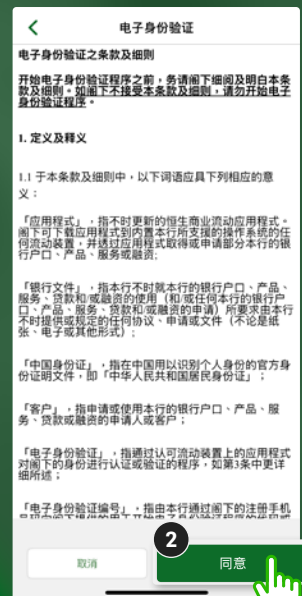 电子身份验证
电子身份验证之条款及细则
开始电子身份验证程序之前，务请阁下细阅及明白本条
款及细则。如阁下不接受本条款及细则，请勿开始电子
身份验证程序。
1. 定义及释义
1.1 于本条款及细则中，以下词语应具下列相应的意
义：
「应用程式」，指不时更新的恒生商业流动应用程式。
阁下可下载应用程式到内置本行所支援的操作系统的任
何流动装置，并透过应用程式取得或申请部分本行的银
行户口、产品、服务或融资;
「银行文件」，指本行不时就本行的银行户口、产品、
服务、贷款和/或融资的使用（和/或任何本行的银行户
口、产品、服务、贷款和/或融资的申请）所要求由本行
不时提供或规定的任何协议、申请或文件（不论是纸
张、电子或其他形式）;
「中国身份证」，指在中国用以识别个人身份的官方身
份证明文件，即「中华人民共和国居民身份证」；
「客户」，指申请或使用本行的银行户口、产品、服
务、贷款或融资的申请人或客户；
「电子身份验证」，指通过认可流动装置上的应用程式
对阁下的身份进行认证或验证的程序，如第3条中更详
细所述；
「电子身份验证编号」，指由本行通过阁下的注册手机
2
取消
同意